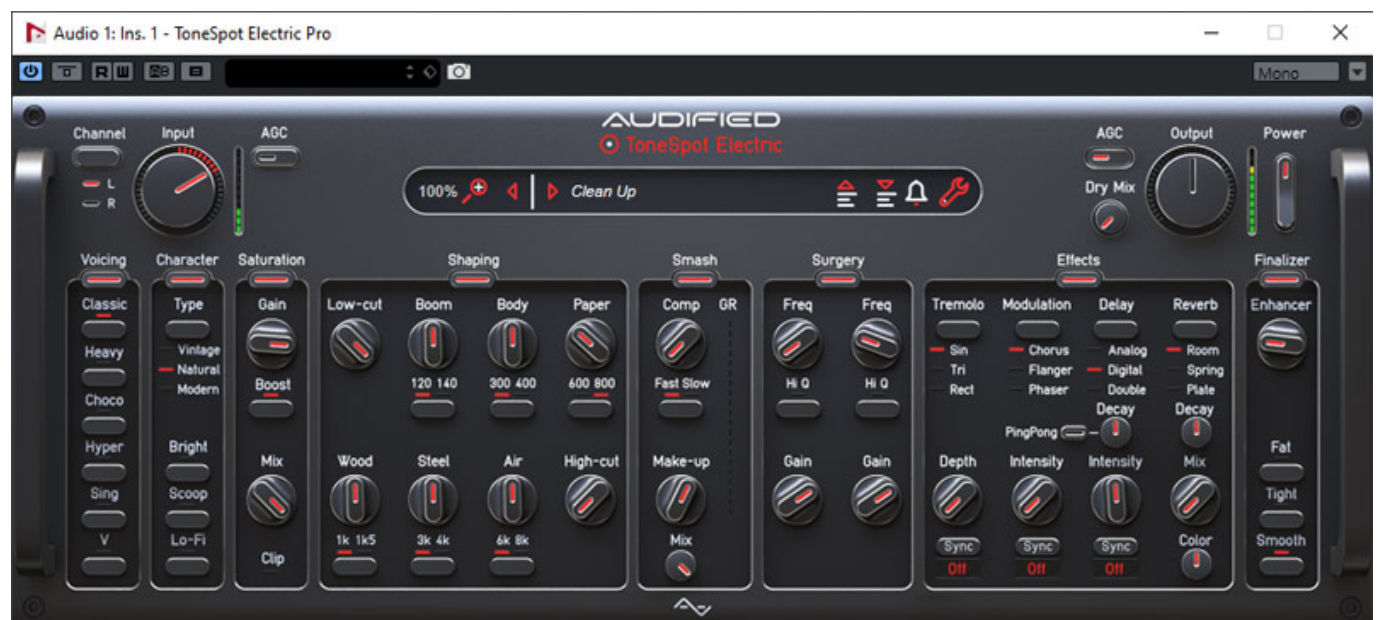 Audio 1: Ins. 1 - ToneSpot Electric Pro
R W Mono
AUDIFIED
ToneSpot Electric
Channel Input AGC AGC Output Power
L
R
100% Clean Up
Dry Mix
Voicing Character Saturation Shaping Smash Surgery Effects Finalizer
Classic Type Gain Low-cut Boom Body Paper Comp GR Freq Freq Tremolo Modulation Delay Reverb Enhancer
Heavy Vintage Sin Chorus Analog Room
Natural Tri Flanger Digital Spring
Boost 120 140 300 400 600 800 Fast Slow Hi Q Hi Q
Modern Rect Phaser Double Plate
Choco
Decay Decay
PingPong
Hyper Bright Fat
Mix Wood Steel Air High-cut Make-up Gain Gain Depth Intensity Intensity Mix
Sing Scoop Tight
V Lo-Fi 1k 1k5 3k 4k 6k 8k Mix Sync Sync Sync Color Smooth
Clip
Off Off Off